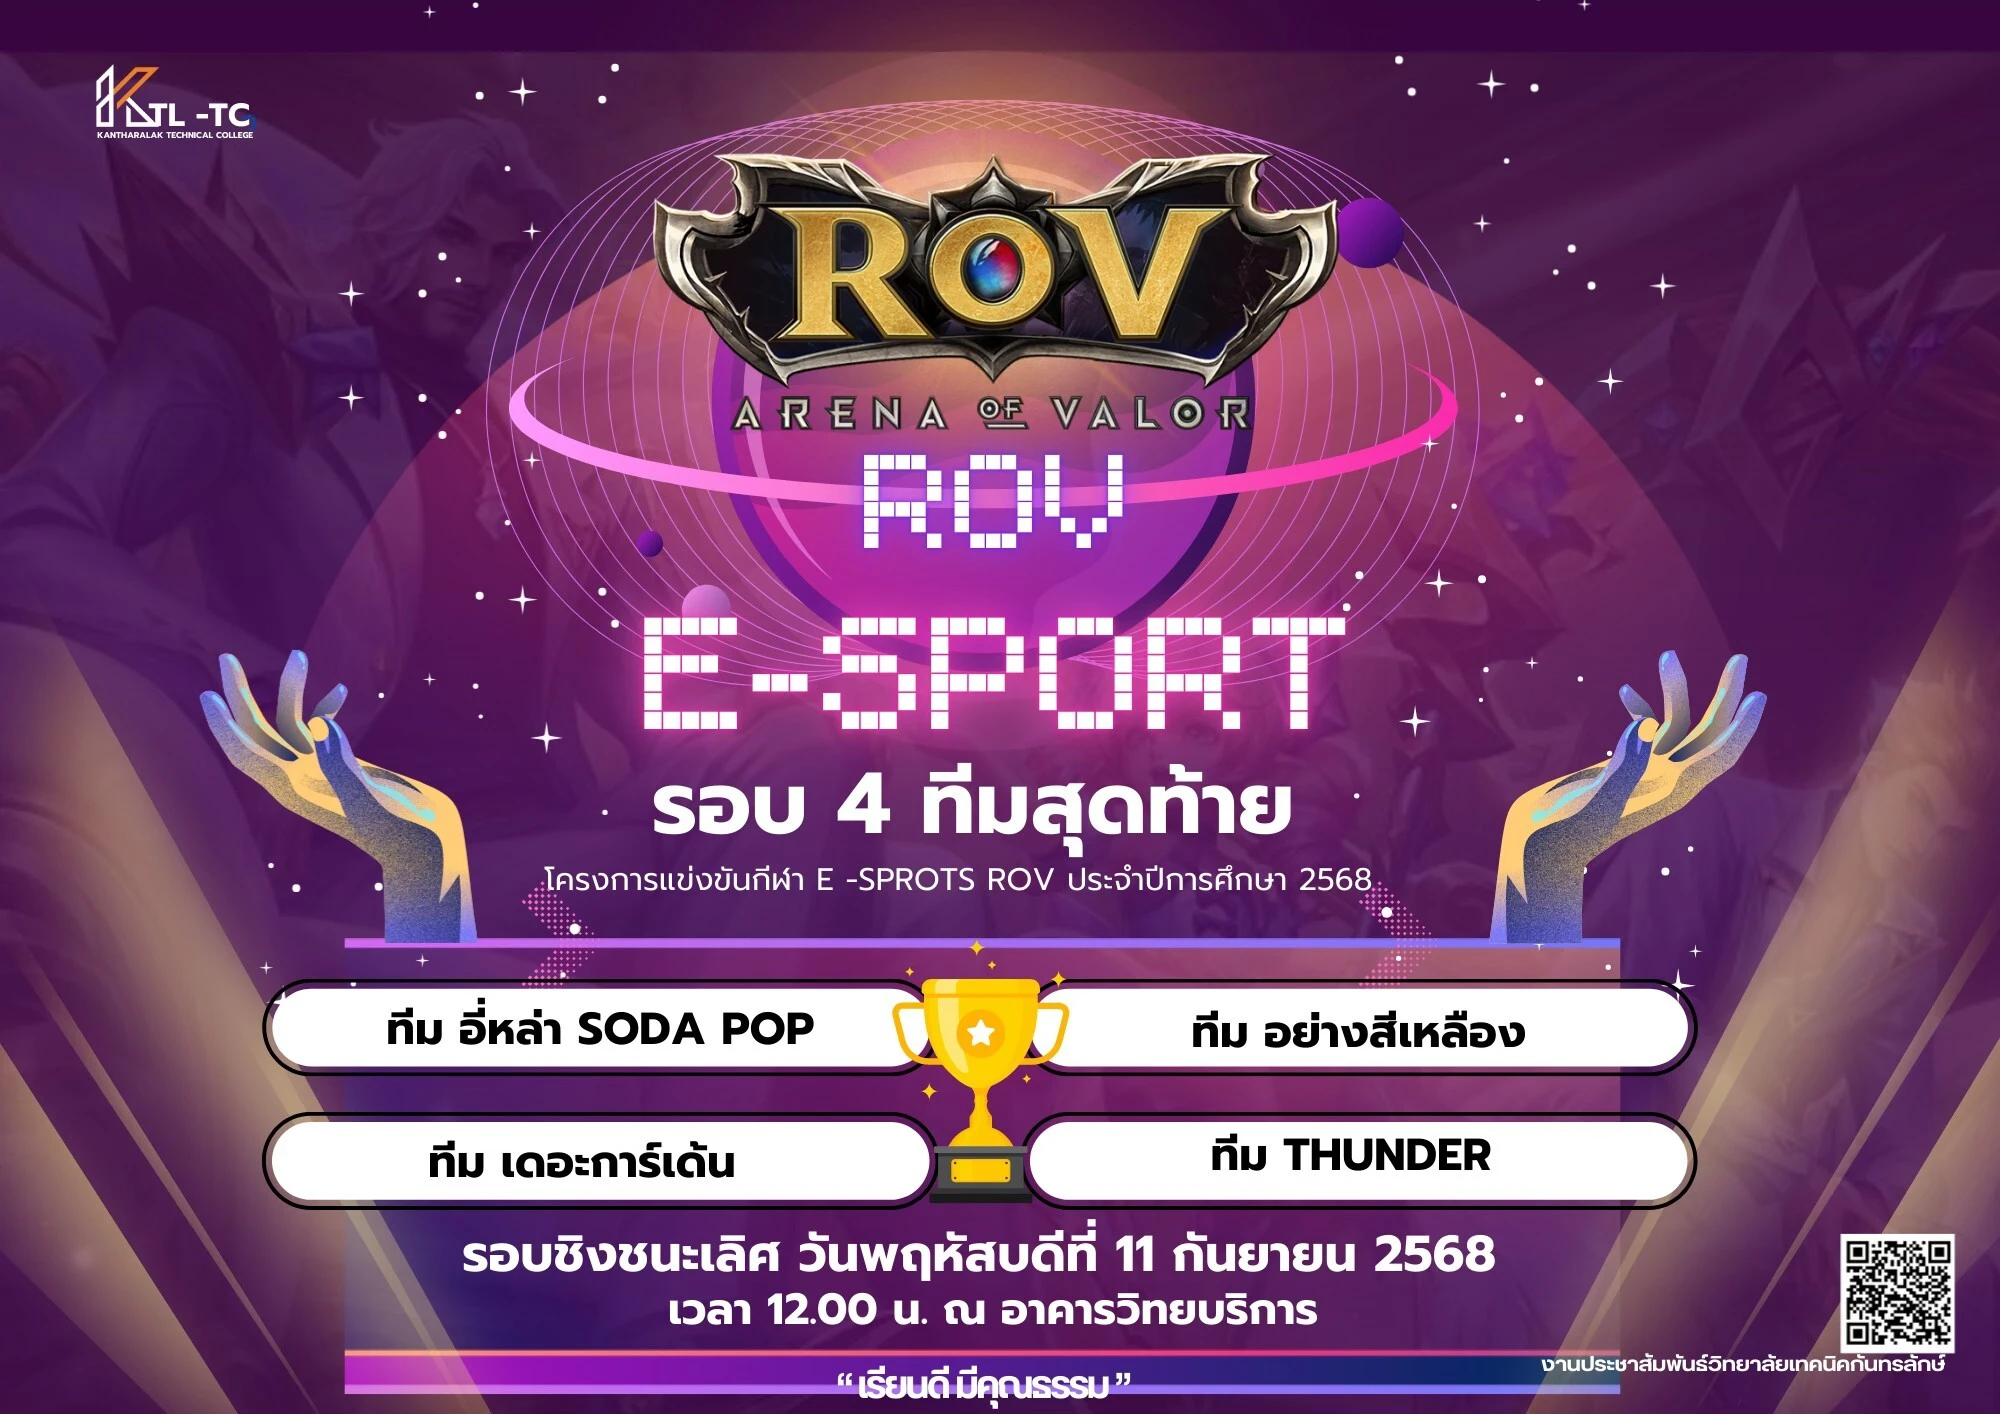 KTL -TC
KANTHARALAK TECHNICAL COLLEGE
ROV
ARENA OF VALOR
ROV
E-SPORT
รอบ 4 ทีมสุดท้าย
โครงการแข่งขันกีฬา E -SPROTS ROV ประจำปีการศึกษา 2568
ทีม อี่หล่า SODA POP
ทีม อย่างสีเหลือง
ทีม เดอะการ์เด้น
ทีม THUNDER
รอบชิงชนะเลิศ วันพฤหัสบดีที่ 11 กันยายน 2568
เวลา 12.00 น. ณ อาคารวิทยบริการ
งานประชาสัมพันธ์วิทยาลัยเทคนิคกันทรลักษ์
“ เรียนดี มีคุณธรรม ”